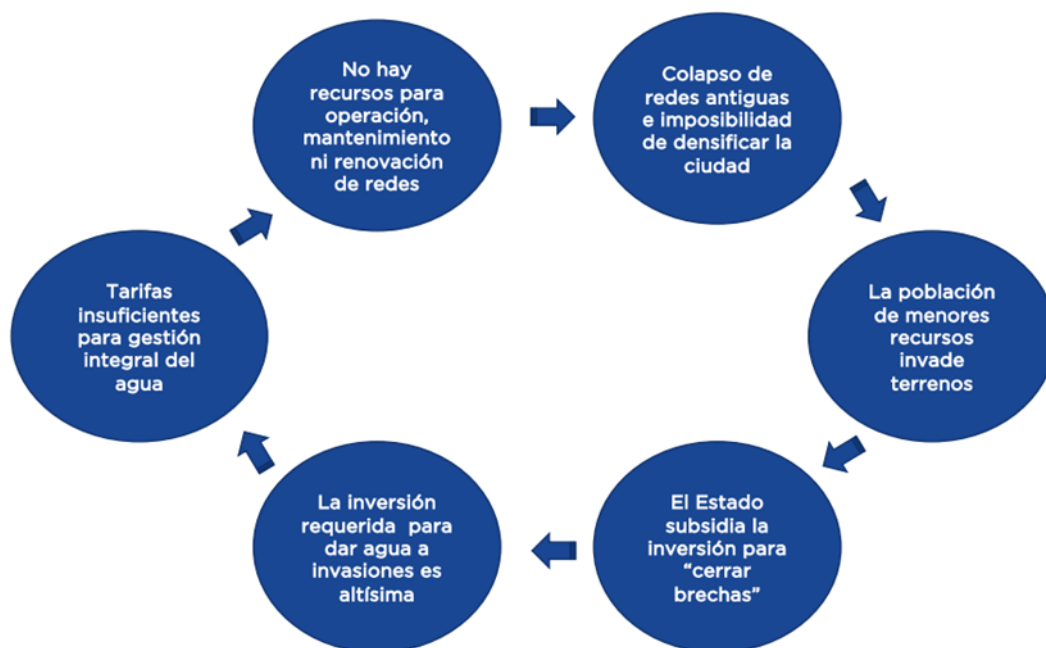 No hay
recursos para
operación,
mantenimiento
ni renovación
de redes
Colapso de
redes antiguas
e imposibilidad
de densificar la
ciudad
La población
de menores
recursos
invade
terrenos
El Estado
subsidia la
inversión para
“cerrar
brechas”
La inversión
requerida para
dar agua a
invasiones es
altísima
Tarifas
insuficientes
para gestión
integral del
agua